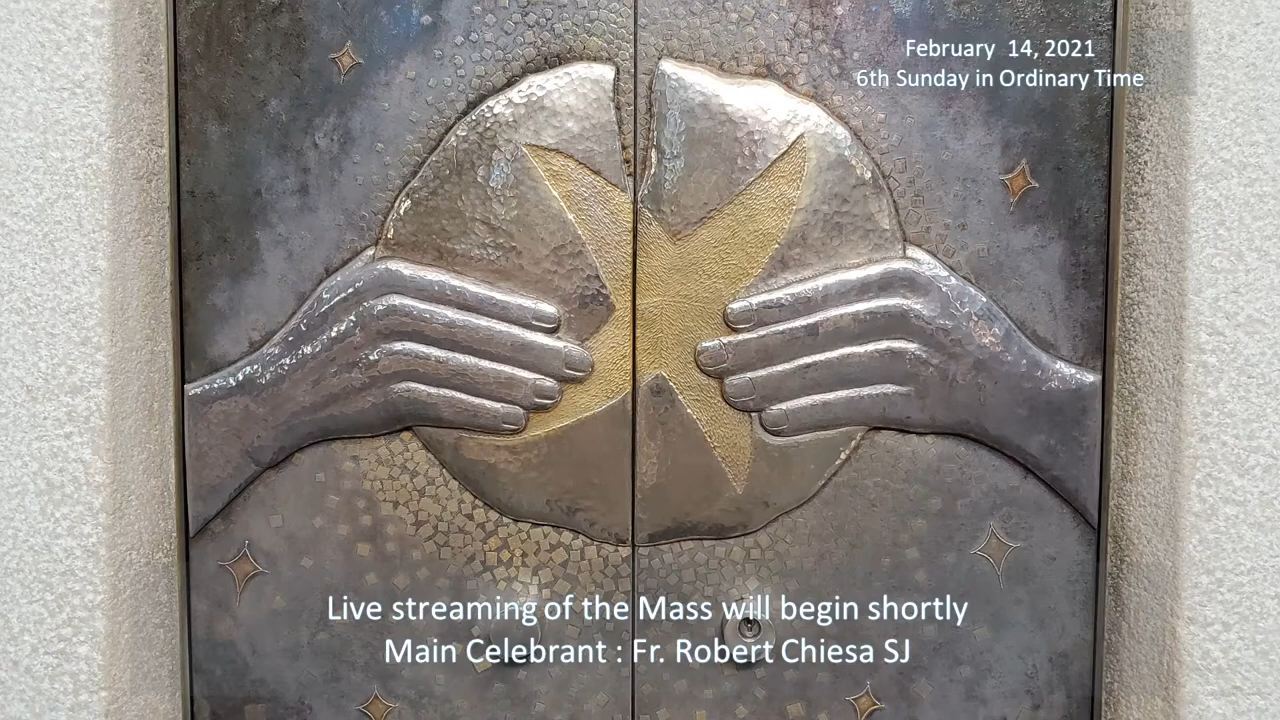 February 14, 2021
6th Sunday in Ordinary Time
Live streaming of the Mass will begin shortly
Main Celebrant : Fr. Robert Chiesa SJ